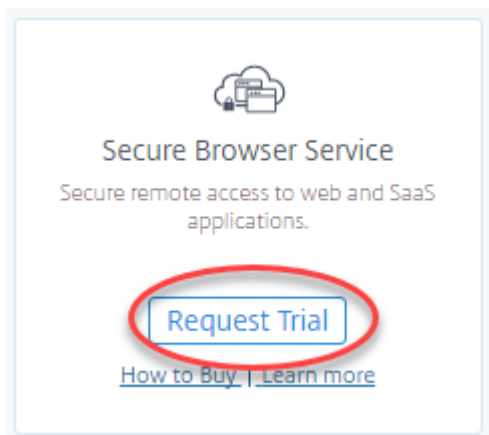 Secure Browser Service
Secure remote access to web and SaaS
applications.
Request Trial
How to Buy | Learn more